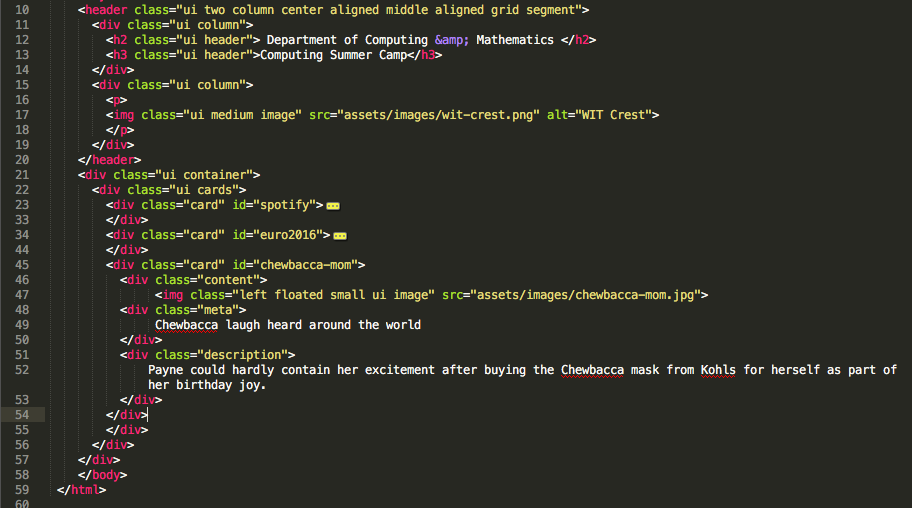 10 <header class="ui two column center aligned middle aligned grid segment">
11 <div class="ui column">
12 <h2 class="ui header"> Department of Computing &amp; Mathematics </h2>
13 <h3 class="ui header">Computing Summer Camp</h3>
14 </div>
15 <div class="ui column">
16 <p>
17 <img class="ui medium image" src="assets/images/wit-crest.png" alt="WIT Crest">
18 </p>
19 </div>
20 </header>
21 <div class="ui container">
22 <div class="ui cards">
23 <div class="card" id="spotify">
33 </div>
34 <div class="card" id="euro2016">
44 </div>
45 <div class="card" id="chewbacca-mom">
46 <div class="content">
47 <img class="left floated small ui image" src="assets/images/chewbacca-mom.jpg">
48 <div class="meta">
49 Chewbacca laugh heard around the world
50 </div>
51 <div class="description">
52 Payne could hardly contain her excitement after buying the Chewbacca mask from Kohls for herself as part of
her birthday joy.
53 </div>
54 </div>
55 </div>
56 </div>
57 </div>
58 </body>
59 </html>
60